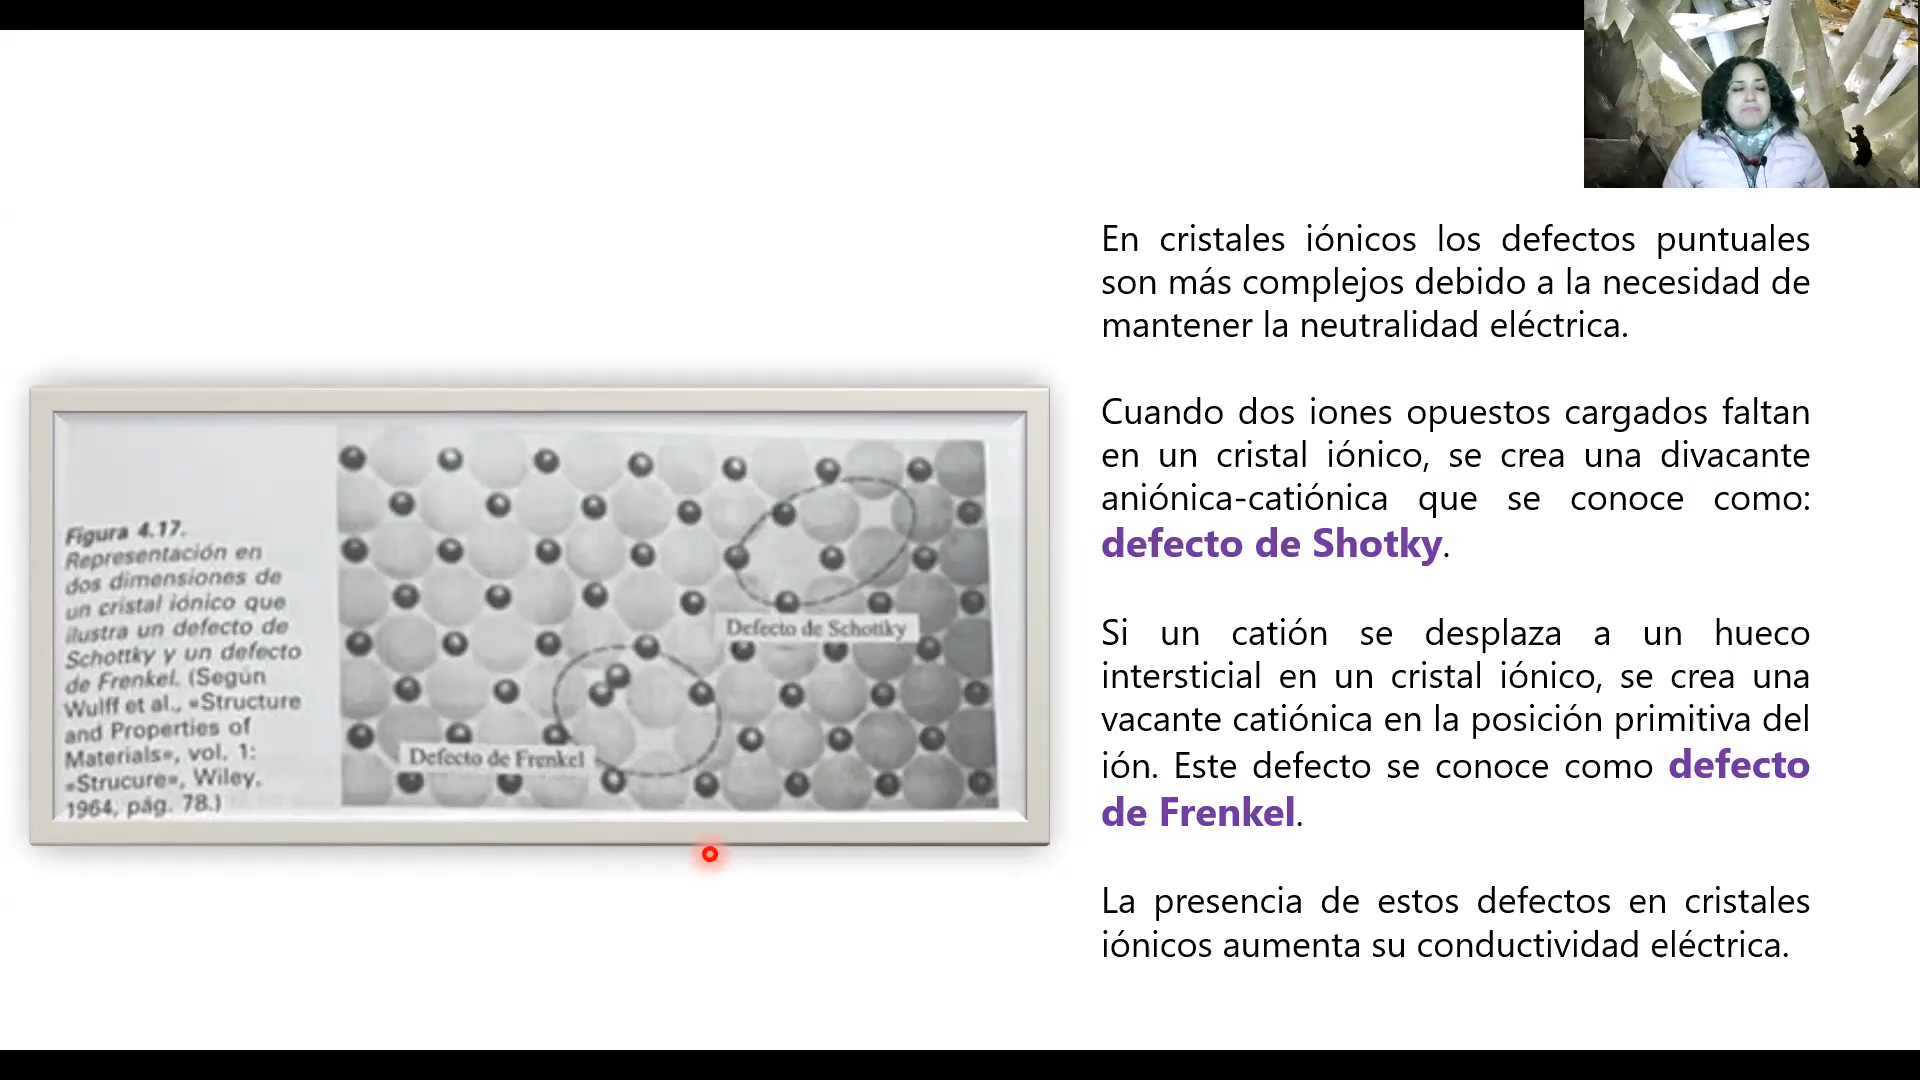 En cristales iónicos los defectos puntuales
son más complejos debido a la necesidad de
mantener la neutralidad eléctrica.
Cuando dos iones opuestos cargados faltan
en un cristal iónico, se crea una divacante
aniónica-catiónica que se conoce como:
defecto de Shotky.
Si un catión se desplaza a un hueco
intersticial en un cristal iónico, se crea una
vacante catiónica en la posición primitiva del
ión. Este defecto se conoce como defecto
de Frenkel.
La presencia de estos defectos en cristales
iónicos aumenta su conductividad eléctrica.
Figura 4.17.
Representación en
dos dimensiones de
un cristal iónico que
ilustra un defecto de
Schottky y un defecto
de Frenkel. (Según
Wulff et al., «Structure
and Properties of
Materials», vol. 1:
«Strucure», Wiley,
1964, pág. 78.)
Defecto de Schottky
Defecto de Frenkel